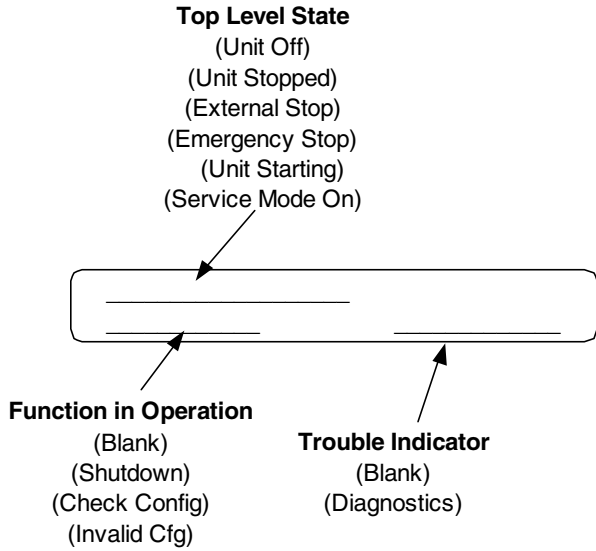 Top Level State
(Unit Off)
(Unit Stopped)
(External Stop)
(Emergency Stop)
(Unit Starting)
(Service Mode On)
Function in Operation
(Blank)
(Shutdown)
(Check Config)
(Invalid Cfg)
Trouble Indicator
(Blank)
(Diagnostics)